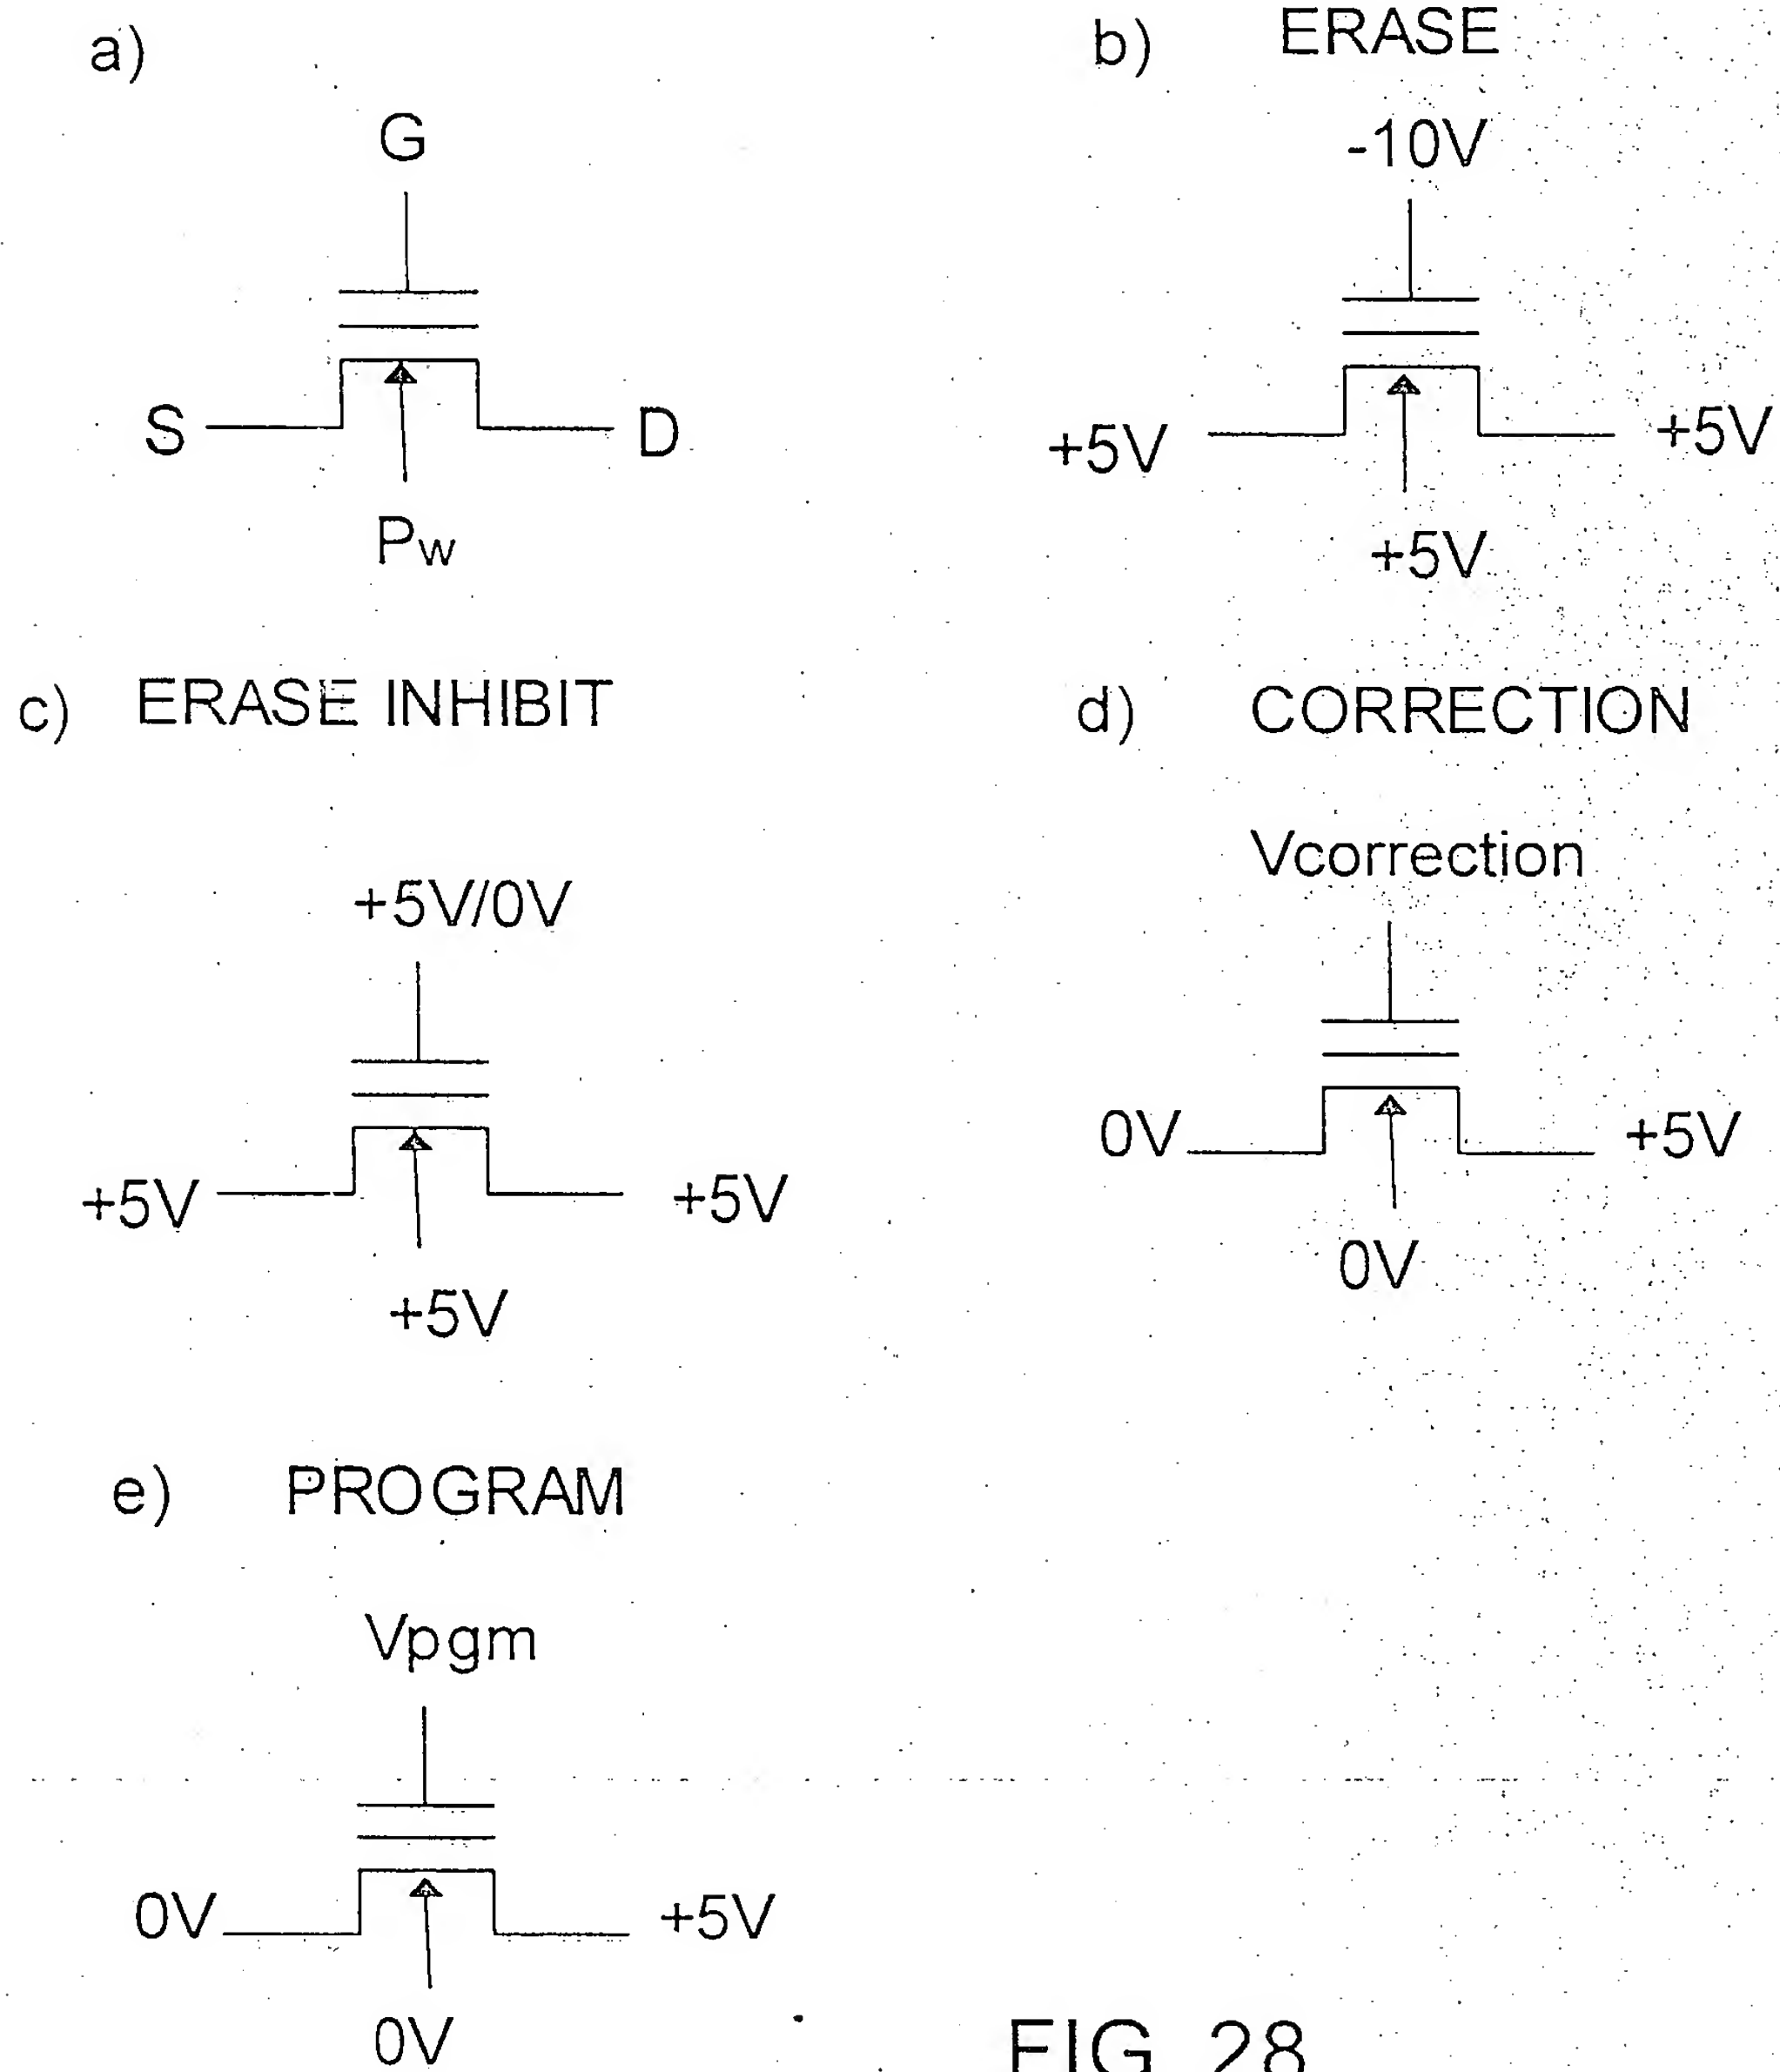 a)
G
S
D
Pw
b) ERASE
-10V
+5V
+5V
+5V
c) ERASE INHIBIT
+5V/0V
+5V
+5V
+5V
d) CORRECTION
Vcorrection
0V
+5V
0V
e) PROGRAM
Vpgm
0V
+5V
0V
FIG. 28